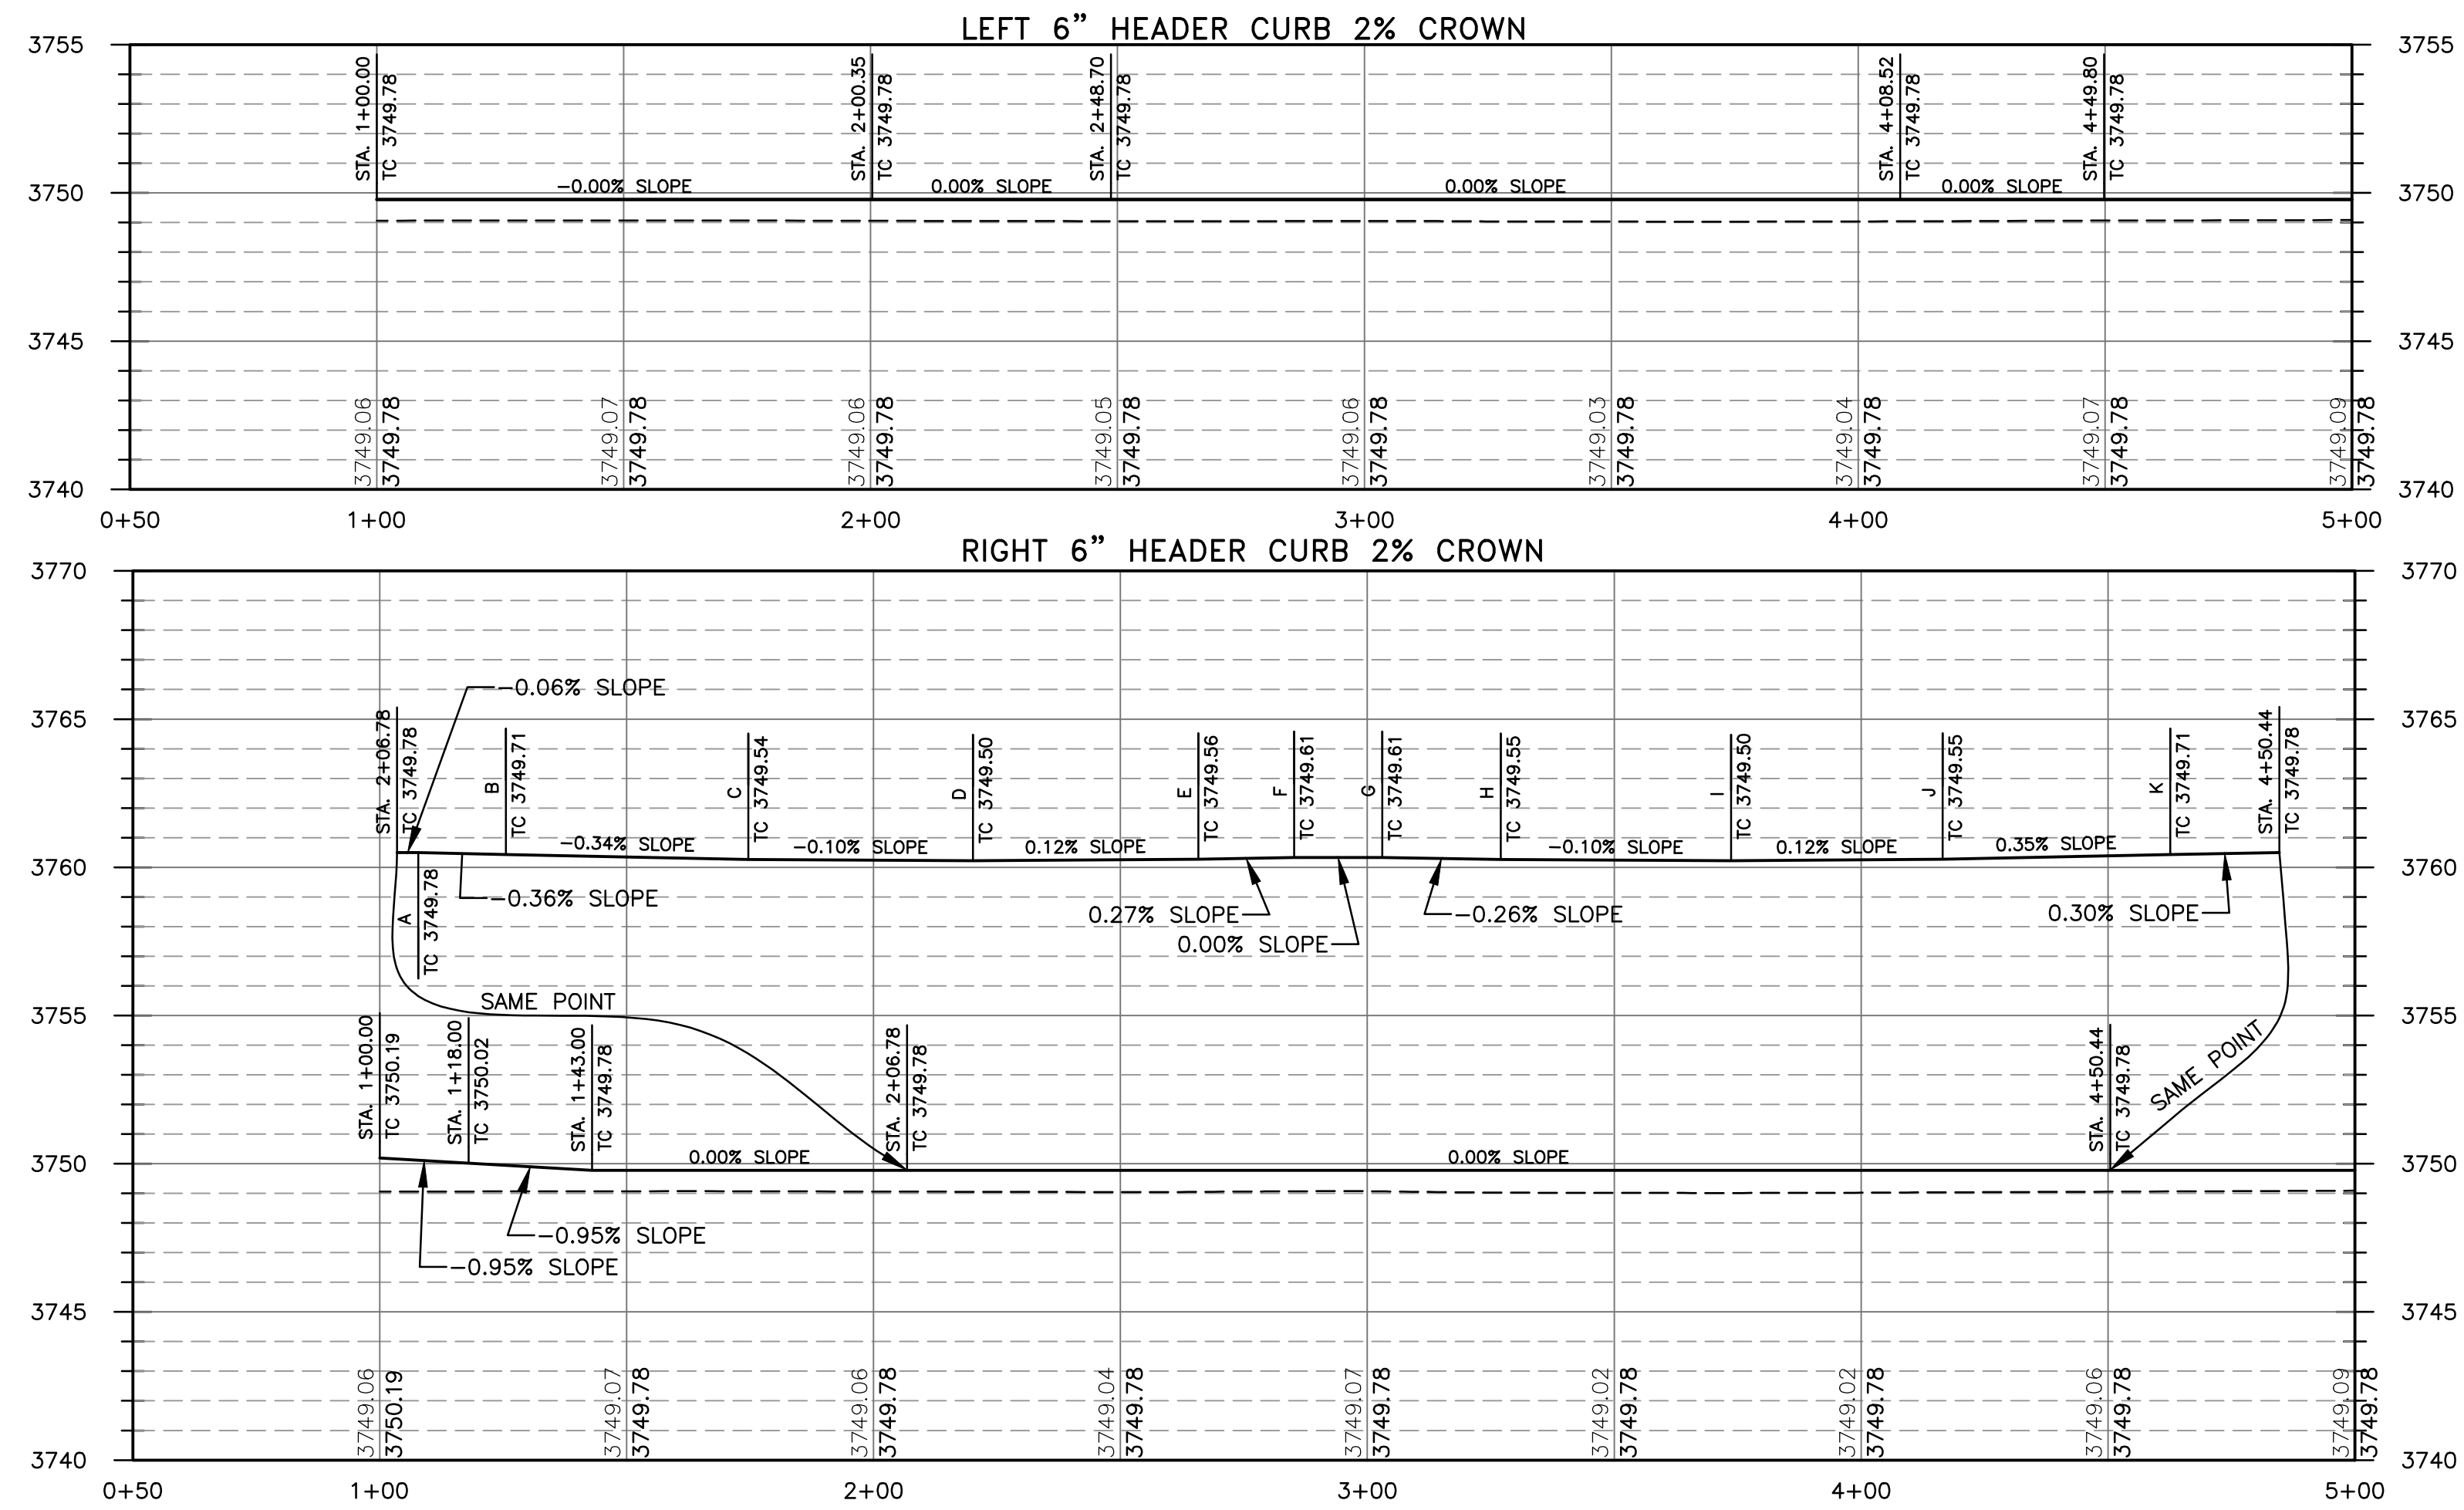 LEFT 6” HEADER CURB 2% CROWN
3755
3755
STA. 1+00.00
TC 3749.78
STA. 2+00.35
TC 3749.78
STA. 2+48.70
TC 3749.78
STA. 4+08.52
TC 3749.78
STA. 4+49.80
TC 3749.78
-0.00% SLOPE
0.00% SLOPE
0.00% SLOPE
0.00% SLOPE
3750
3750
3745
3745
3749.06
3749.78
3749.07
3749.78
3749.06
3749.78
3749.05
3749.78
3749.06
3749.78
3749.03
3749.78
3749.04
3749.78
3749.07
3749.78
3749.09
3749.78
3740
3740
0+50
1+00
2+00
3+00
4+00
5+00
RIGHT 6” HEADER CURB 2% CROWN
3770
3770
-0.06% SLOPE
3765
3765
STA. 2+06.78
TC 3749.78
B
TC 3749.71
C
TC 3749.54
D
TC 3749.50
E
TC 3749.56
F
TC 3749.61
G
TC 3749.61
H
TC 3749.55
I
TC 3749.50
J
TC 3749.55
K
TC 3749.71
STA. 4+50.44
TC 3749.78
-0.34% SLOPE
-0.10% SLOPE
0.12% SLOPE
-0.10% SLOPE
0.12% SLOPE
0.35% SLOPE
3760
3760
A
TC 3749.78
-0.36% SLOPE
0.27% SLOPE
0.00% SLOPE
-0.26% SLOPE
0.30% SLOPE
SAME POINT
3755
3755
STA. 1+00.00
TC 3750.19
STA. 1+18.00
TC 3750.02
STA. 1+43.00
TC 3749.78
STA. 2+06.78
TC 3749.78
STA. 4+50.44
TC 3749.78
SAME POINT
0.00% SLOPE
0.00% SLOPE
3750
3750
-0.95% SLOPE
-0.95% SLOPE
3745
3745
3749.06
3750.19
3749.07
3749.78
3749.06
3749.78
3749.04
3749.78
3749.07
3749.78
3749.02
3749.78
3749.02
3749.78
3749.06
3749.78
3749.09
3749.78
3740
3740
0+50
1+00
2+00
3+00
4+00
5+00